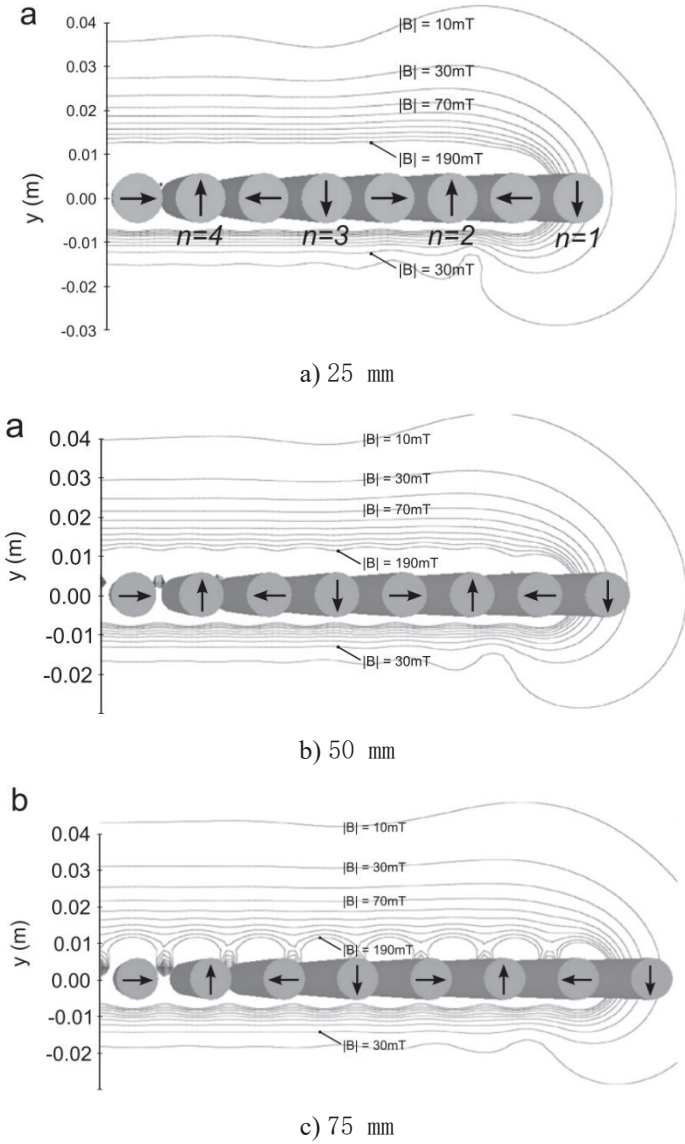 a
0.04
0.03
0.02
0.01
0.00
-0.01
-0.02
-0.03
y (m)
|B| = 10mT
|B| = 30mT
|B| = 70mT
|B| = 190mT
n=4 n=3 n=2 n=1
|B| = 30mT
a) 25 mm
a
0.04
0.03
0.02
0.01
0.00
-0.01
-0.02
y (m)
|B| = 10mT
|B| = 30mT
|B| = 70mT
|B| = 190mT
|B| = 30mT
b) 50 mm
b
0.04
0.03
0.02
0.01
0.00
-0.01
-0.02
y (m)
|B| = 10mT
|B| = 30mT
|B| = 70mT
|B| = 190mT
|B| = 30mT
c) 75 mm